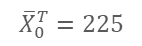 X̄₀ᵀ = 225